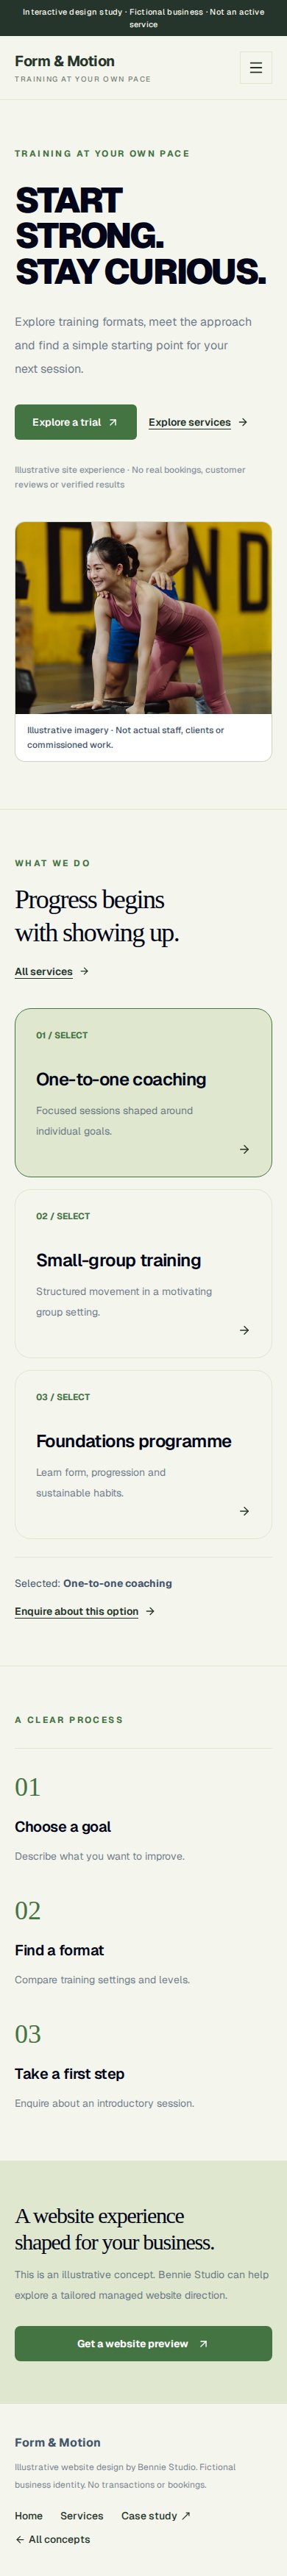 Interactive design study · Fictional business · Not an active
service
Form & Motion
TRAINING AT YOUR OWN PACE
TRAINING AT YOUR OWN PACE
START
STRONG.
STAY CURIOUS.
Explore training formats, meet the approach
and find a simple starting point for your
next session.
Explore a trial ↗ Explore services →
Illustrative site experience · No real bookings, customer
reviews or verified results
Illustrative imagery · Not actual staff, clients or
commissioned work.
WHAT WE DO
Progress begins
with showing up.
All services →
01 / SELECT
One-to-one coaching
Focused sessions shaped around
individual goals.
→
02 / SELECT
Small-group training
Structured movement in a motivating
group setting.
→
03 / SELECT
Foundations programme
Learn form, progression and
sustainable habits.
→
Selected: One-to-one coaching
Enquire about this option →
A CLEAR PROCESS
01
Choose a goal
Describe what you want to improve.
02
Find a format
Compare training settings and levels.
03
Take a first step
Enquire about an introductory session.
A website experience
shaped for your business.
This is an illustrative concept. Bennie Studio can help
explore a tailored managed website direction.
Get a website preview ↗
Form & Motion
Illustrative website design by Bennie Studio. Fictional
business identity. No transactions or bookings.
Home Services Case study ↗
← All concepts